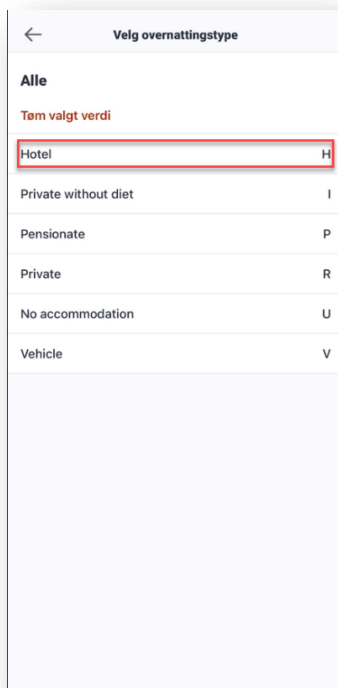 Velg overnattingstype
Alle
Tøm valgt verdi
Hotel H
Private without diet I
Pensionate P
Private R
No accommodation U
Vehicle V